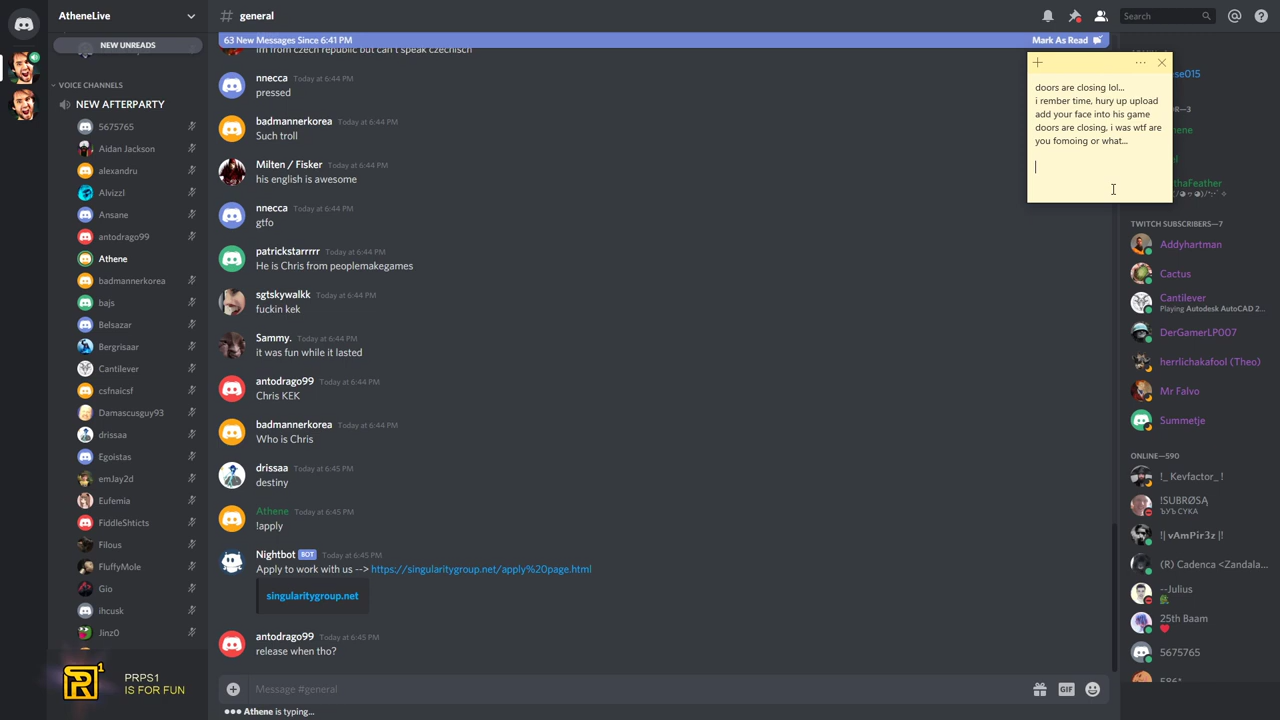 AtheneLive
general
Search
NEW UNREADS
VOICE CHANNELS
NEW AFTERPARTY
5675765
Aidan Jackson
alexandru
Alvizzl
Ansane
antodrago99
Athene
badmannerkorea
bajs
Belsazar
Bergrisaar
Cantilever
csfnaicsf
Damascusguy93
drissaa
Egoistas
emJay2d
Eufemia
FiddleShticts
Filous
FluffyMole
Gio
ihcusk
Jinz0
R1
PRPS1
IS FOR FUN
63 New Messages Since 6:41 PM
Mark As Read
im from czech republic but can't speak czechisch
nnecca Today at 6:44 PM
pressed
badmannerkorea Today at 6:44 PM
Such troll
Milten / Fisker Today at 6:44 PM
his english is awesome
nnecca Today at 6:44 PM
gtfo
patrickstarrrrr Today at 6:44 PM
He is Chris from peoplemakegames
sgtskywalkk Today at 6:44 PM
fuckin kek
Sammy. Today at 6:44 PM
it was fun while it lasted
antodrago99 Today at 6:44 PM
Chris KEK
badmannerkorea Today at 6:44 PM
Who is Chris
drissaa Today at 6:45 PM
destiny
Athene Today at 6:45 PM
!apply
Nightbot BOT Today at 6:45 PM
Apply to work with us --> https://singularitygroup.net/apply%20page.html
singularitygroup.net
antodrago99 Today at 6:45 PM
release when tho?
Message #general
GIF
Athene is typing...
doors are closing lol...
i rember time, hury up upload
add your face into his game
doors are closing, i was wtf are
you fomoing or what...
se015
—3
ene
el
thaFeather
TWITCH SUBSCRIBERS—7
Addyhartman
Cactus
Cantilever
Playing Autodesk AutoCAD 2...
DerGamerLP007
herrlichakafool (Theo)
Mr Falvo
Summetje
ONLINE—590
!_ Kevfactor_ !
!SUBRØSĄ
ЪУЪ СУКА
!| vAmPir3z |!
(R) Cadenca <Zandala...
--Julius
25th Baam
5675765